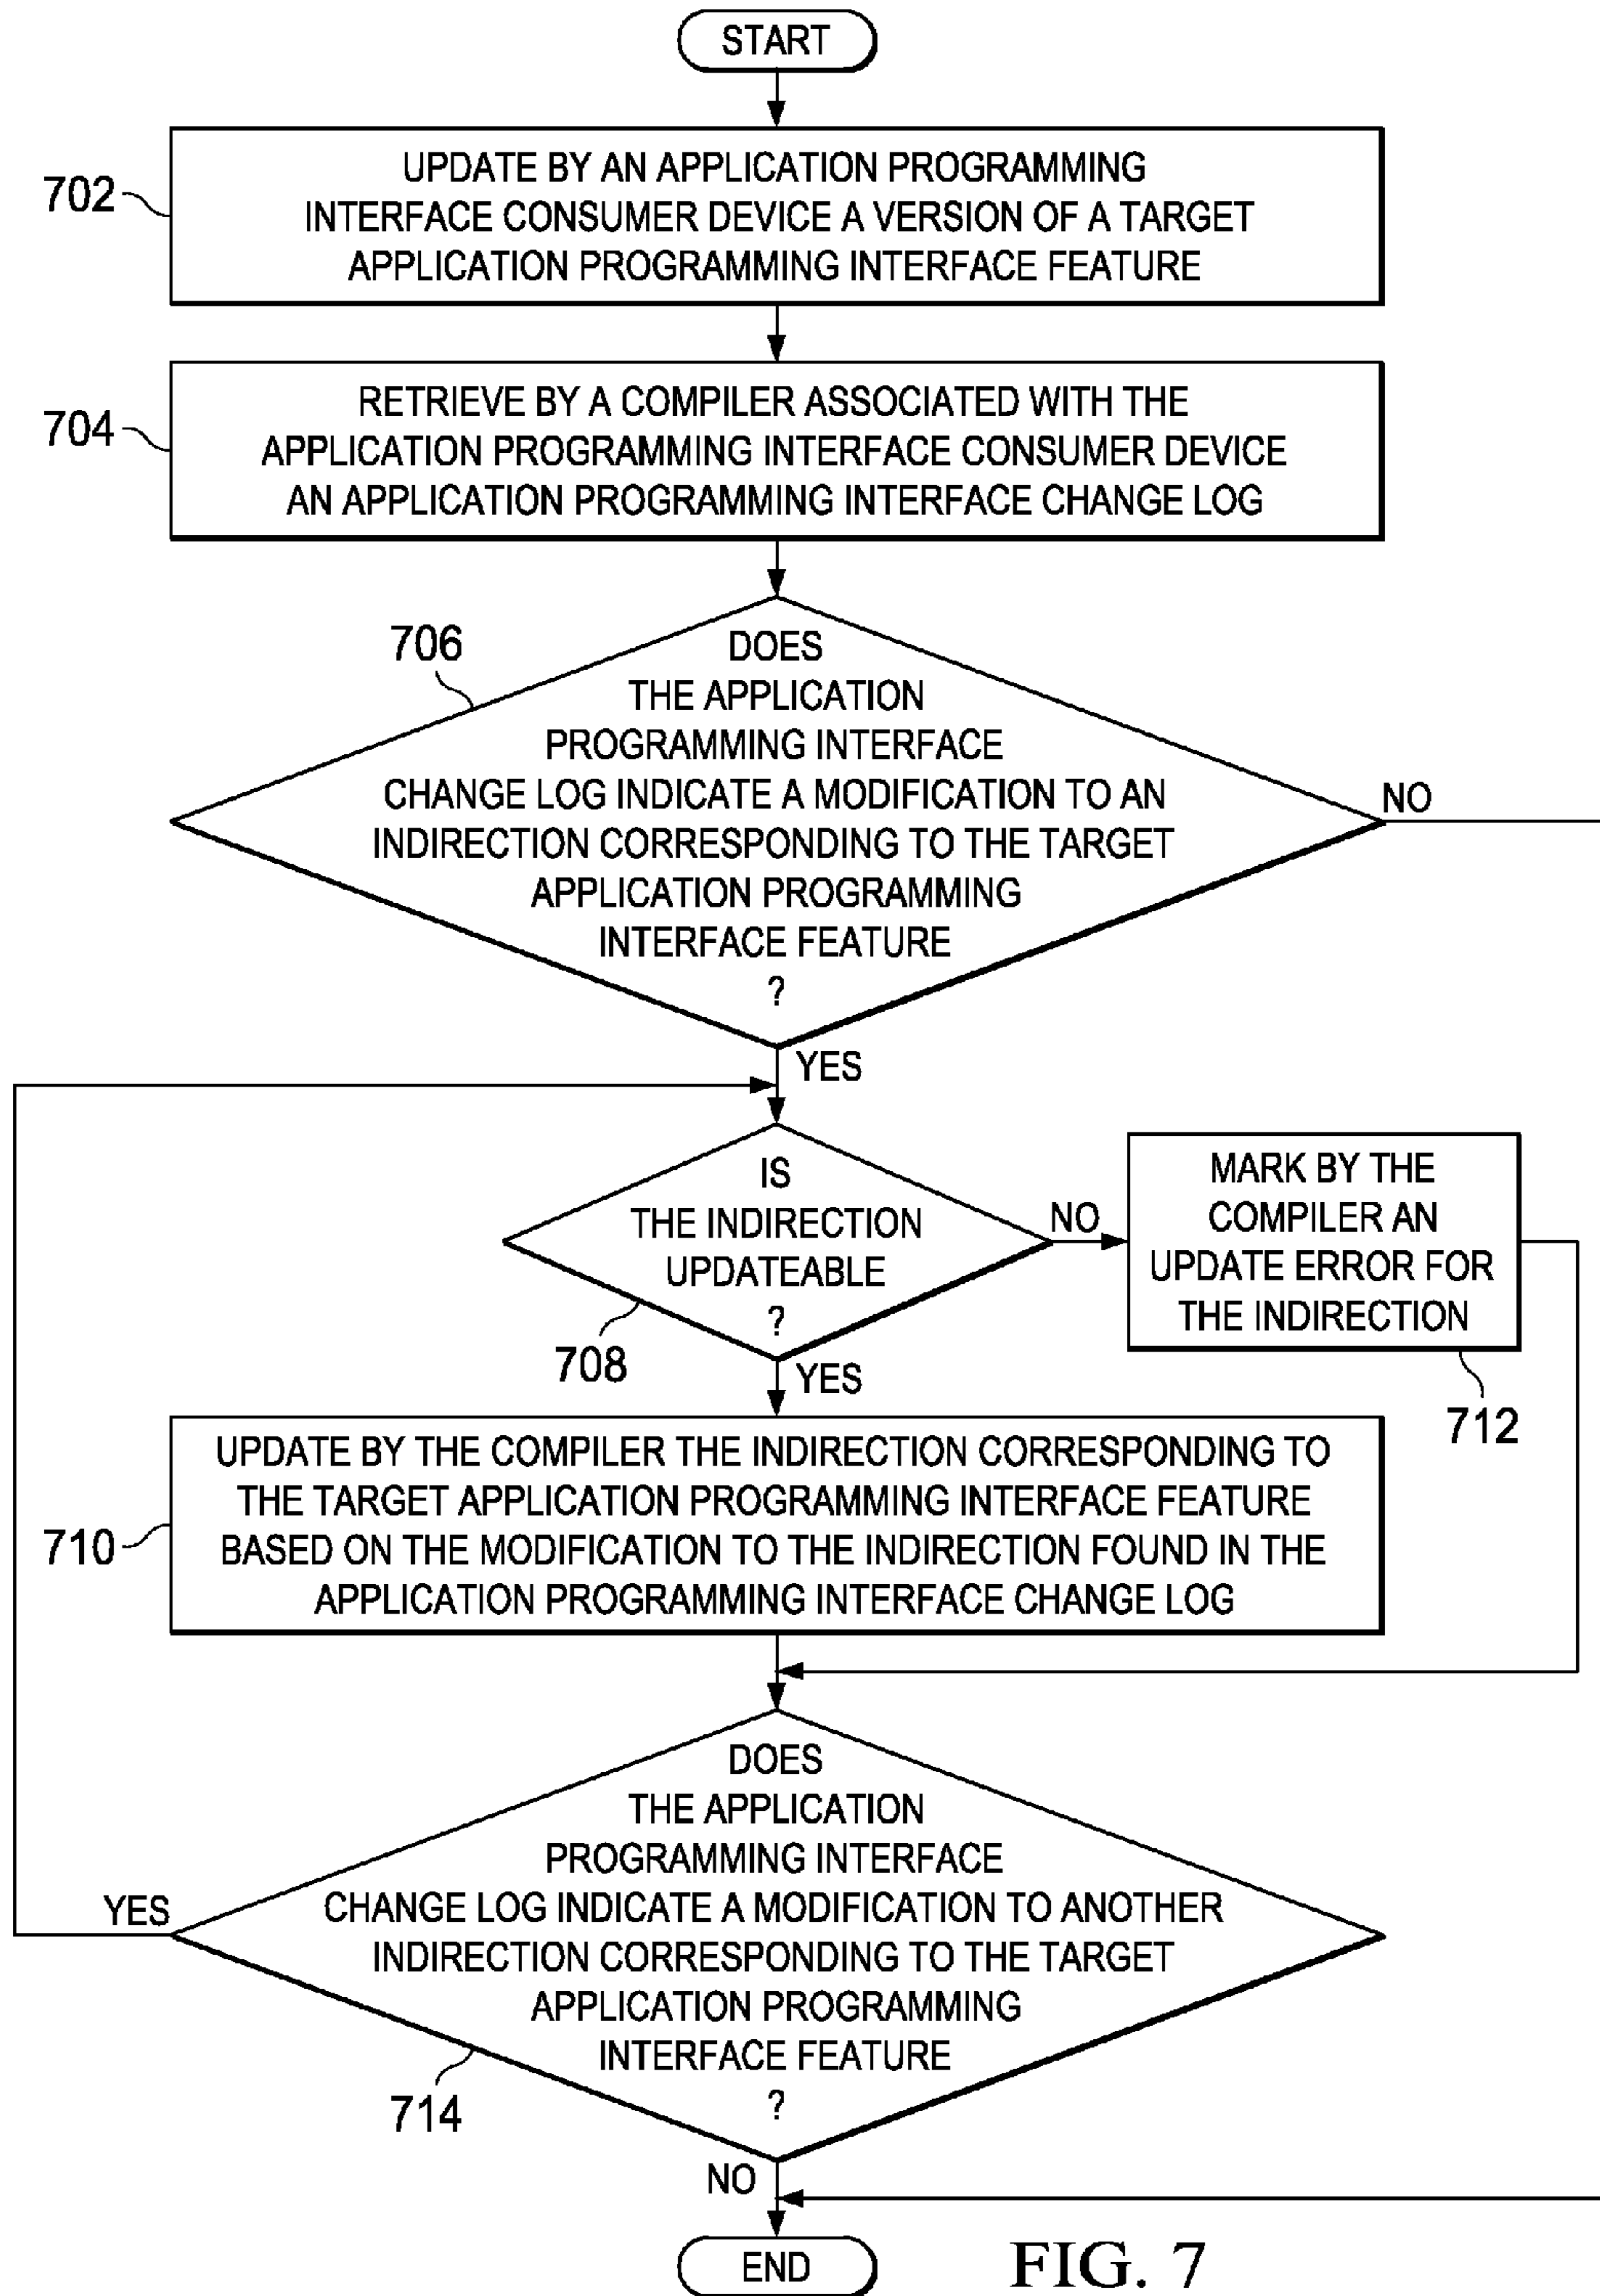 START
702
UPDATE BY AN APPLICATION PROGRAMMING
INTERFACE CONSUMER DEVICE A VERSION OF A TARGET
APPLICATION PROGRAMMING INTERFACE FEATURE
704
RETRIEVE BY A COMPILER ASSOCIATED WITH THE
APPLICATION PROGRAMMING INTERFACE CONSUMER DEVICE
AN APPLICATION PROGRAMMING INTERFACE CHANGE LOG
706
DOES
THE APPLICATION
PROGRAMMING INTERFACE
CHANGE LOG INDICATE A MODIFICATION TO AN
INDIRECTION CORRESPONDING TO THE TARGET
APPLICATION PROGRAMMING
INTERFACE FEATURE
?
NO
YES
IS
THE INDIRECTION
UPDATEABLE
?
708
NO
MARK BY THE
COMPILER AN
UPDATE ERROR FOR
THE INDIRECTION
712
YES
710
UPDATE BY THE COMPILER THE INDIRECTION CORRESPONDING TO
THE TARGET APPLICATION PROGRAMMING INTERFACE FEATURE
BASED ON THE MODIFICATION TO THE INDIRECTION FOUND IN THE
APPLICATION PROGRAMMING INTERFACE CHANGE LOG
DOES
THE APPLICATION
PROGRAMMING INTERFACE
CHANGE LOG INDICATE A MODIFICATION TO ANOTHER
INDIRECTION CORRESPONDING TO THE TARGET
APPLICATION PROGRAMMING
INTERFACE FEATURE
?
YES
714
NO
END
FIG. 7